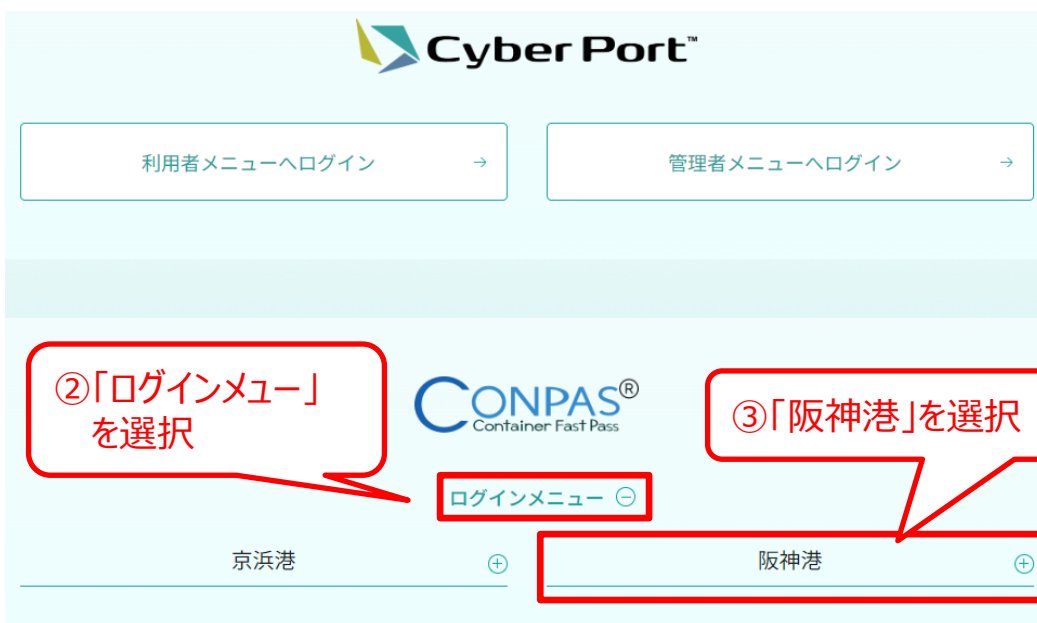 Cyber Port™
利用者メニューへログイン →
管理者メニューへログイン →
②「ログインメュー」
を選択
CONPAS®
Container Fast Pass
③「阪神港」を選択
ログインメニュー
京浜港
阪神港